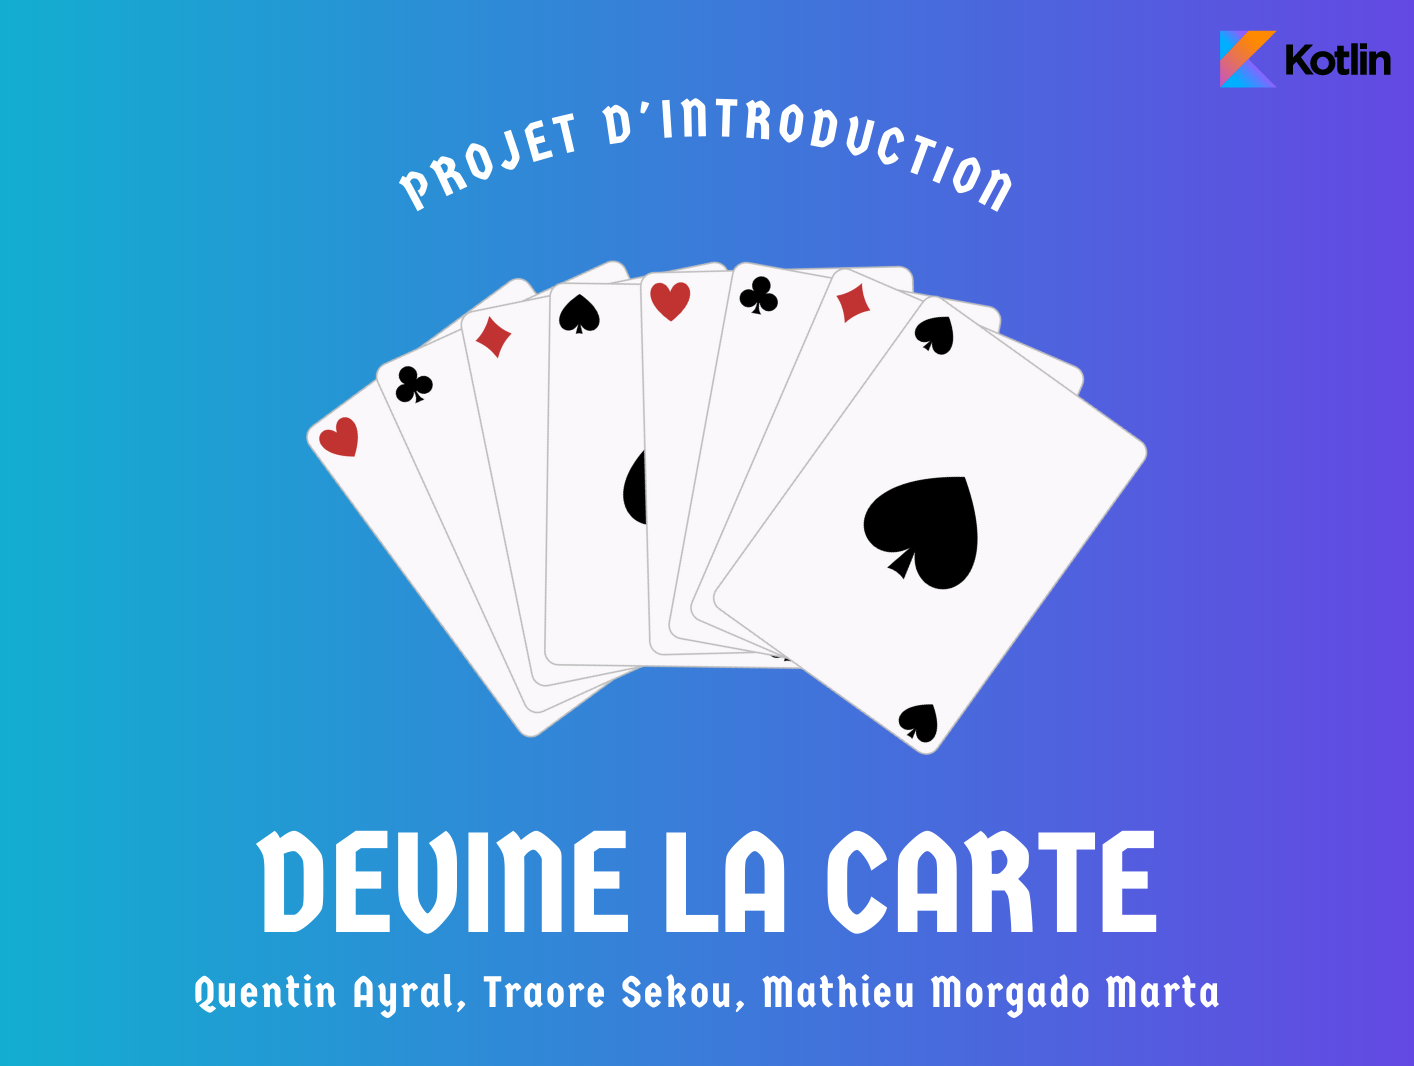 Kotlin
PROJET D'INTRODUCTION
DEVINE LA CARTE
Quentin Ayral, Traore Sekou, Mathieu Morgado Marta